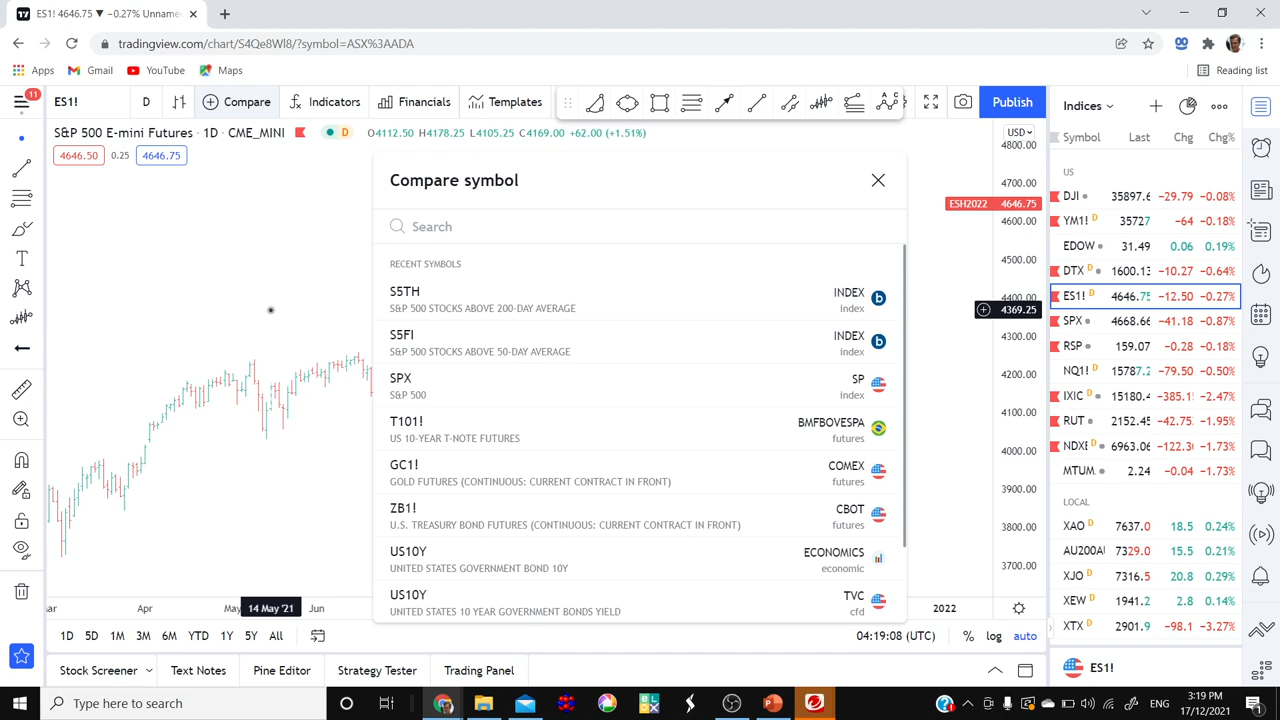 ES1! 4646.75 ▼ −0.27% Unname
tradingview.com/chart/S4Qe8Wl8/?symbol=ASX%3AADA
Apps Gmail YouTube Maps Reading list
11
ES1! D Compare Indicators Financials Templates Publish
Indices
S&P 500 E-mini Futures · 1D · CME_MINI D O4112.50 H4178.25 L4105.25 C4169.00 +62.00 (+1.51%)
USD
4646.50 0.25 4646.75
Symbol Last Chg Chg%
US
DJI 35897.6 −29.79 −0.08%
YM1! D 35727 −64 −0.18%
EDOW 31.49 0.06 0.19%
DTX D 1600.13 −10.27 −0.64%
ES1! D 4646.75 −12.50 −0.27%
SPX 4668.66 −41.18 −0.87%
RSP 159.07 −0.28 −0.18%
NQ1! D 15787.2 −79.50 −0.50%
IXIC 15180.4 −385.1 −2.47%
RUT 2152.45 −42.75 −1.95%
NDXE D 6963.06 −122.3 −1.73%
MTUM 2.24 −0.04 −1.73%
LOCAL
XAO 7637.0 18.5 0.24%
AU200A 7329.0 15.5 0.21%
XJO D 7316.5 20.8 0.29%
XEW D 1941.2 2.8 0.14%
XTX D 2901.9 −98.1 −3.27%
ES1!
Compare symbol
Search
RECENT SYMBOLS
S5TH INDEX
S&P 500 STOCKS ABOVE 200-DAY AVERAGE index
S5FI INDEX
S&P 500 STOCKS ABOVE 50-DAY AVERAGE index
SPX SP
S&P 500 index
T101! BMFBOVESPA
US 10-YEAR T-NOTE FUTURES futures
GC1! COMEX
GOLD FUTURES (CONTINUOUS: CURRENT CONTRACT IN FRONT) futures
ZB1! CBOT
U.S. TREASURY BOND FUTURES (CONTINUOUS: CURRENT CONTRACT IN FRONT) futures
US10Y ECONOMICS
UNITED STATES GOVERNMENT BOND 10Y economic
US10Y TVC
UNITED STATES 10 YEAR GOVERNMENT BONDS YIELD cfd
4800.00
4700.00
ESH2022 4646.75
4600.00
4500.00
4400.00
4369.25
4300.00
4200.00
4100.00
4000.00
3900.00
3800.00
3700.00
ar Apr May 14 May '21 Jun 2022
1D 5D 1M 3M 6M YTD 1Y 5Y All 04:19:08 (UTC) % log auto
Stock Screener Text Notes Pine Editor Strategy Tester Trading Panel
Type here to search
ENG
3:19 PM
17/12/2021